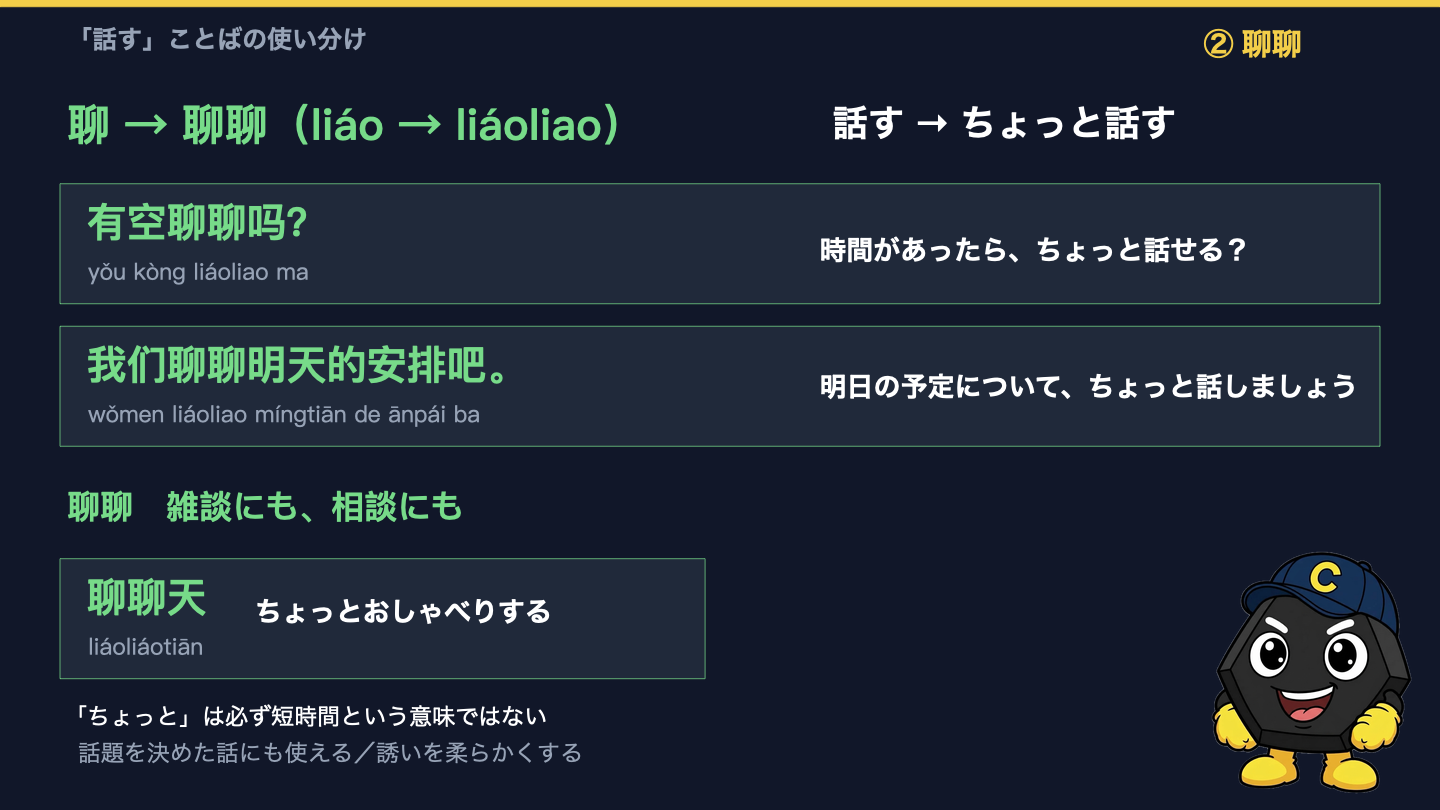 「話す」ことばの使い分け
② 聊聊
聊 → 聊聊（liáo → liáoliao）
話す → ちょっと話す
有空聊聊吗?
yǒu kòng liáoliao ma
時間があったら、ちょっと話せる？
我们聊聊明天的安排吧。
wǒmen liáoliao míngtiān de ānpái ba
明日の予定について、ちょっと話しましょう
聊聊　雑談にも、相談にも
聊聊天
liáoliáotiān
ちょっとおしゃべりする
「ちょっと」は必ず短時間という意味ではない
話題を決めた話にも使える／誘いを柔らかくする
C